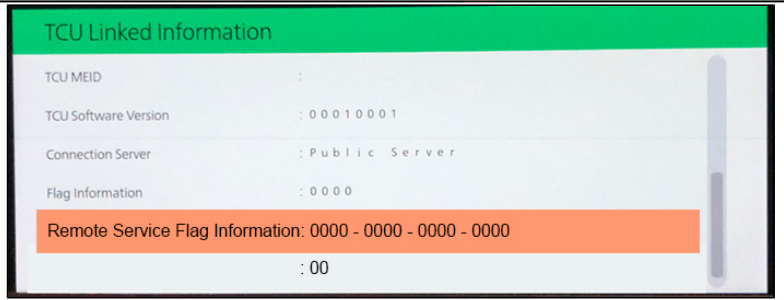 TCU Linked Information
TCU MEID :
TCU Software Version : 00010001
Connection Server : Public Server
Flag Information : 0000
Remote Service Flag Information: 0000 - 0000 - 0000 - 0000
: 00